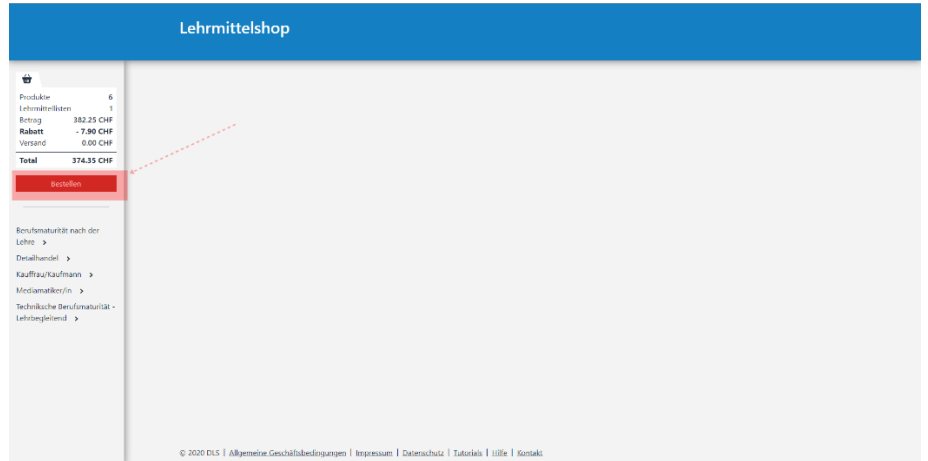 Lehrmittelshop
Produkte 6
Lehrmittellisten 1
Betrag 382.25 CHF
Rabatt - 7.90 CHF
Versand 0.00 CHF
Total 374.35 CHF
Bestellen
Berufsmaturität nach der
Lehre >
Detailhandel >
Kauffrau/Kaufmann >
Mediamatiker/in >
Techniksche Berufsmaturität -
Lehrbegleitend >
© 2020 DLS | Allgemeine Geschäftsbedingungen | Impressum | Datenschutz | Tutorials | Hilfe | Kontakt